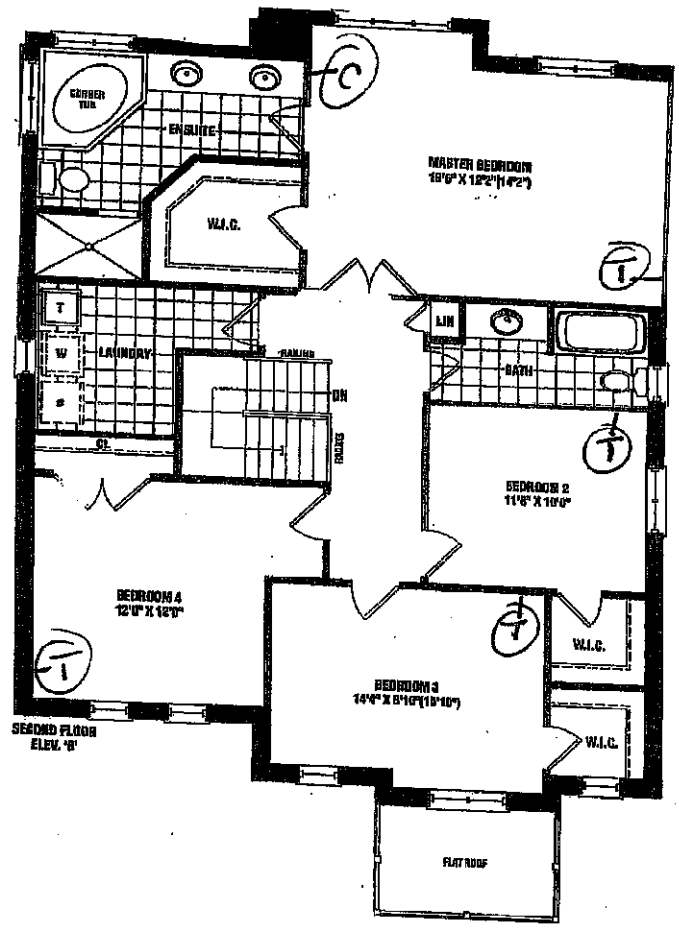 CORNER
TUB
ENSUITE
C
MASTER BEDROOM
W.I.C.
T
T
W
LAUNDRY
LIN
BATH
RAILING
DN
CL
T
BEDROOM 2
BEDROOM 4
12'0" X 12'0"
T
T
W.I.C.
BEDROOM 3
W.I.C.
SECOND FLOOR
ELEV. 'B'
FLAT ROOF